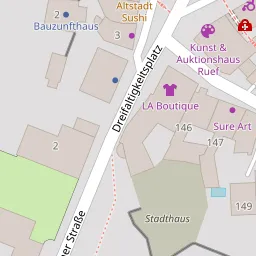 2
Bauzunfthaus
Altstadt
Sushi
3
Kunst &
Auktionshaus
Ruef
Dreifaltigkeitsplatz
LA Boutique
Sure Art
146
147
2
149
Stadthaus
ner Straße